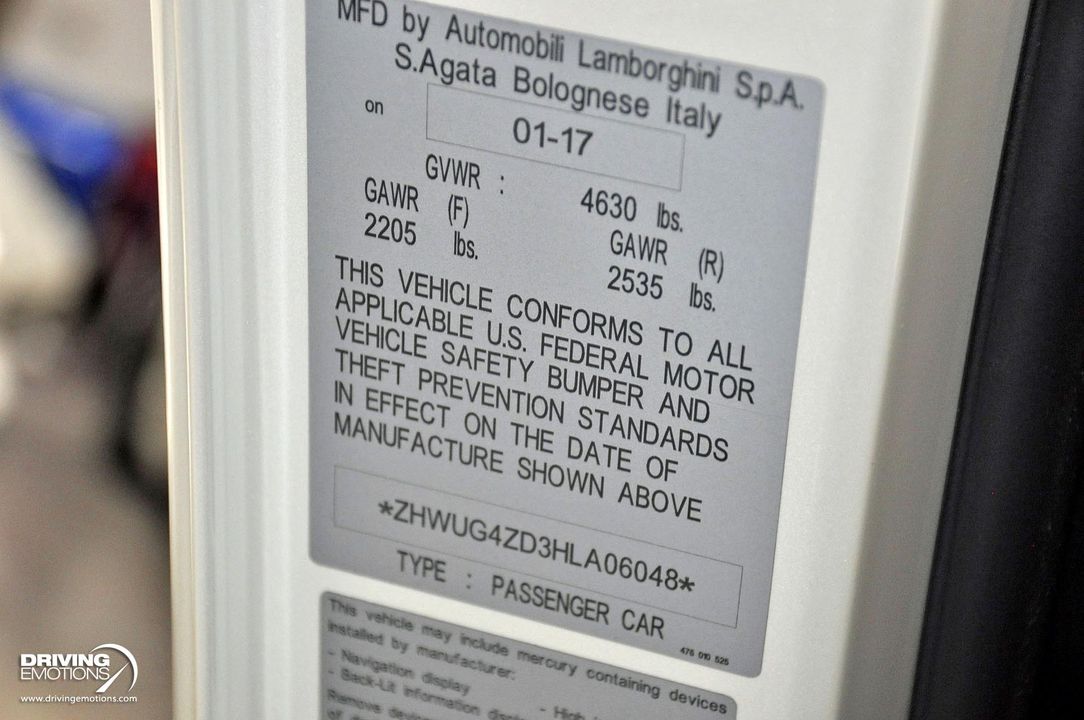 MFD by Automobili Lamborghini S.p.A.
S.Agata Bolognese Italy
on 01-17
GVWR : 4630 lbs.
GAWR (F) GAWR (R)
2205 lbs. 2535 lbs.
THIS VEHICLE CONFORMS TO ALL
APPLICABLE U.S. FEDERAL MOTOR
VEHICLE SAFETY BUMPER AND
THEFT PREVENTION STANDARDS
IN EFFECT ON THE DATE OF
MANUFACTURE SHOWN ABOVE
*ZHWUG4ZD3HLA06048*
TYPE : PASSENGER CAR
476 010 525
This vehicle may include mercury containing devices
installed by manufacturer:
- Navigation display
- Back-Lit information - High
Remove
DRIVING
EMOTIONS
www.drivingemotions.com